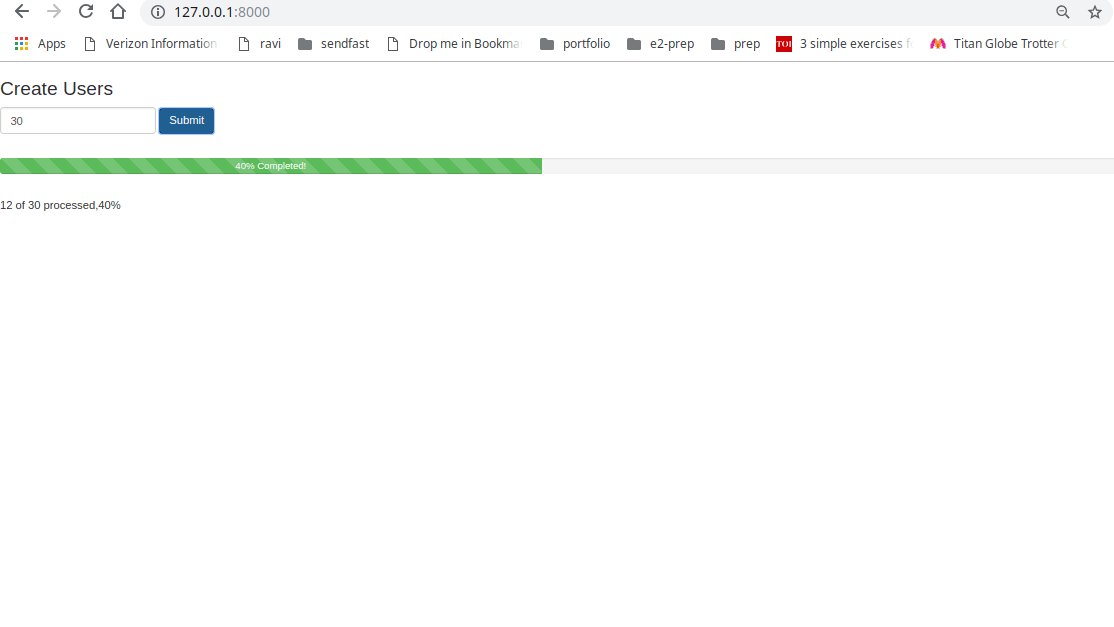 127.0.0.1:8000
Apps Verizon Information ravi sendfast Drop me in Bookma portfolio e2-prep prep TOI 3 simple exercises f Titan Globe Trotter
Create Users
30 Submit
40% Completed!
12 of 30 processed,40%